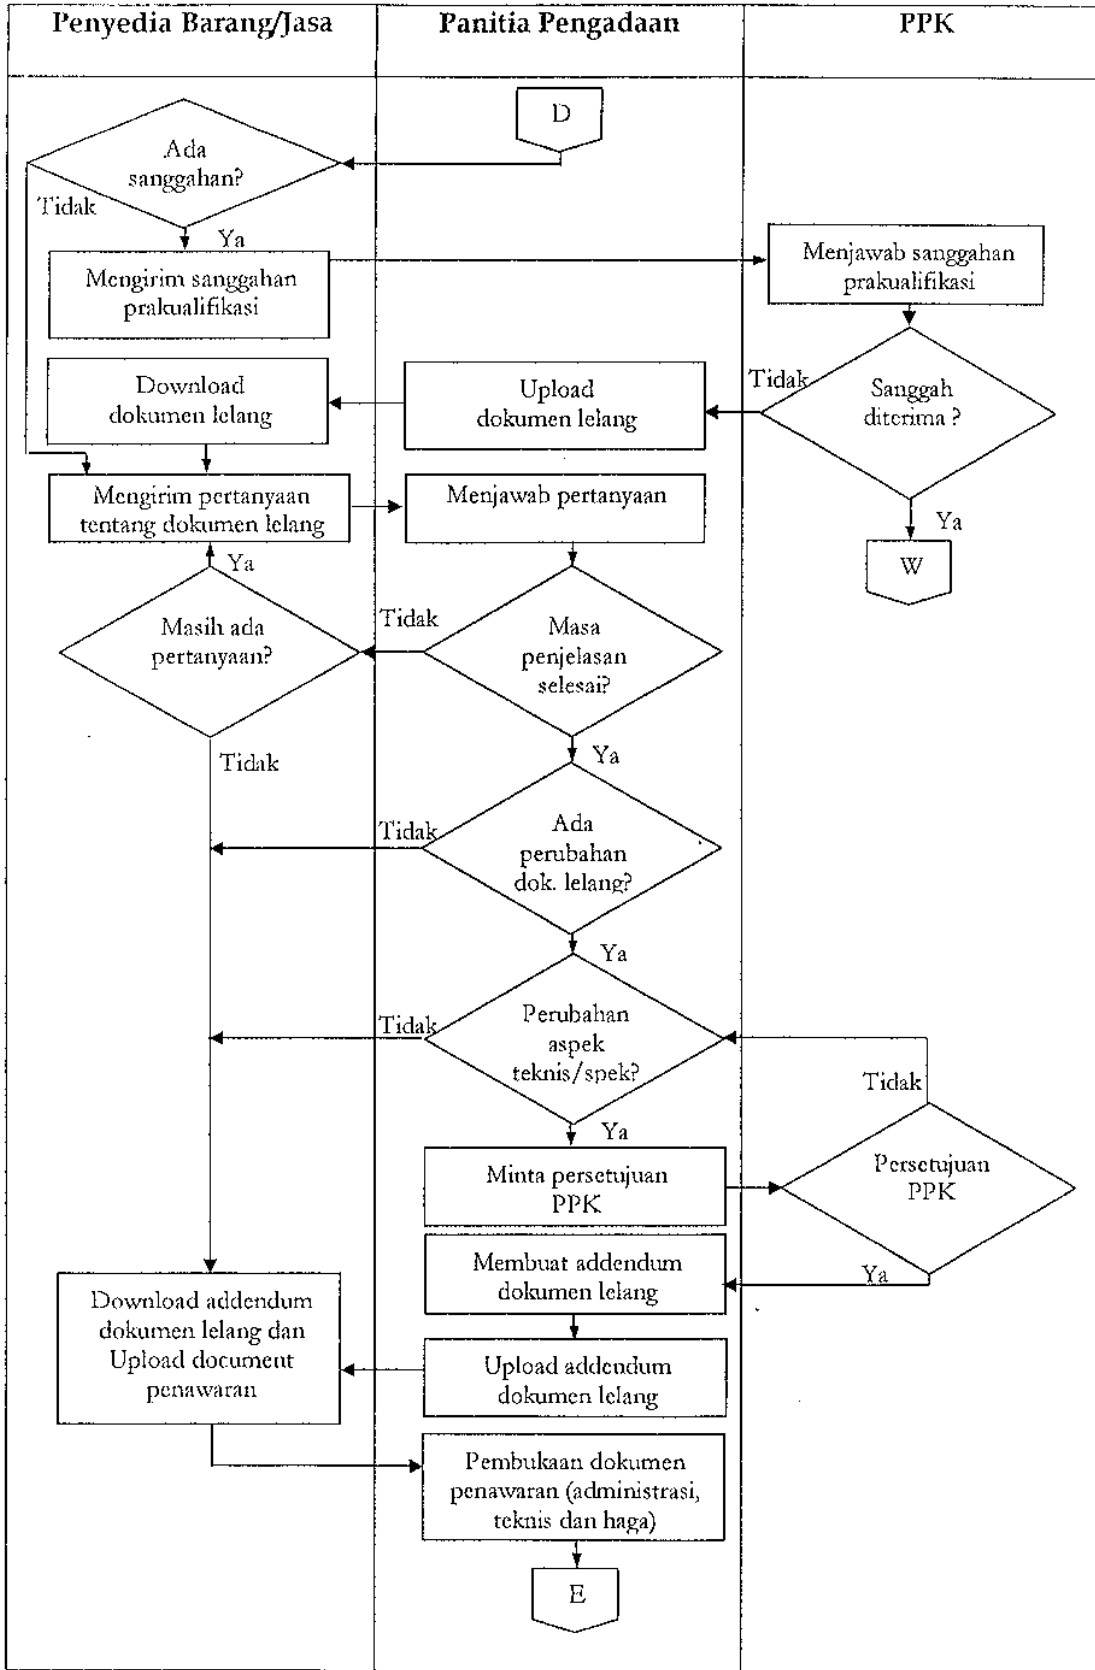 Penyedia Barang/Jasa
Panitia Pengadaan
PPK
D
Ada
sanggahan?
Tidak
Ya
Mengirim sanggahan
prakualifikasi
Menjawab sanggahan
prakualifikasi
Download
dokumen lelang
Upload
dokumen lelang
Tidak
Sanggah
diterima ?
Mengirim pertanyaan
tentang dokumen lelang
Menjawab pertanyaan
Ya
W
Ya
Masih ada
pertanyaan?
Tidak
Masa
penjelasan
selesai?
Tidak
Ya
Tidak
Ada
perubahan
dok. lelang?
Ya
Tidak
Perubahan
aspek
teknis/spek?
Tidak
Ya
Minta persetujuan
PPK
Persetujuan
PPK
Membuat addendum
dokumen lelang
Ya
Download addendum
dokumen lelang dan
Upload document
penawaran
Upload addendum
dokumen lelang
Pembukaan dokumen
penawaran (administrasi,
teknis dan haga)
E